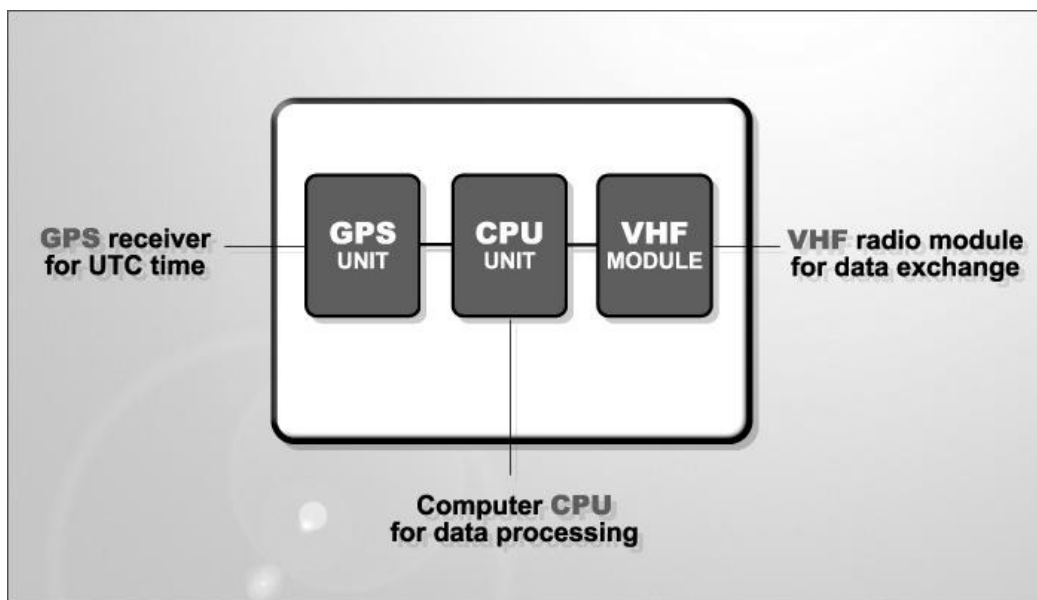 GPS
UNIT
CPU
UNIT
VHF
MODULE
GPS receiver
for UTC time
VHF radio module
for data exchange
Computer CPU
for data processing